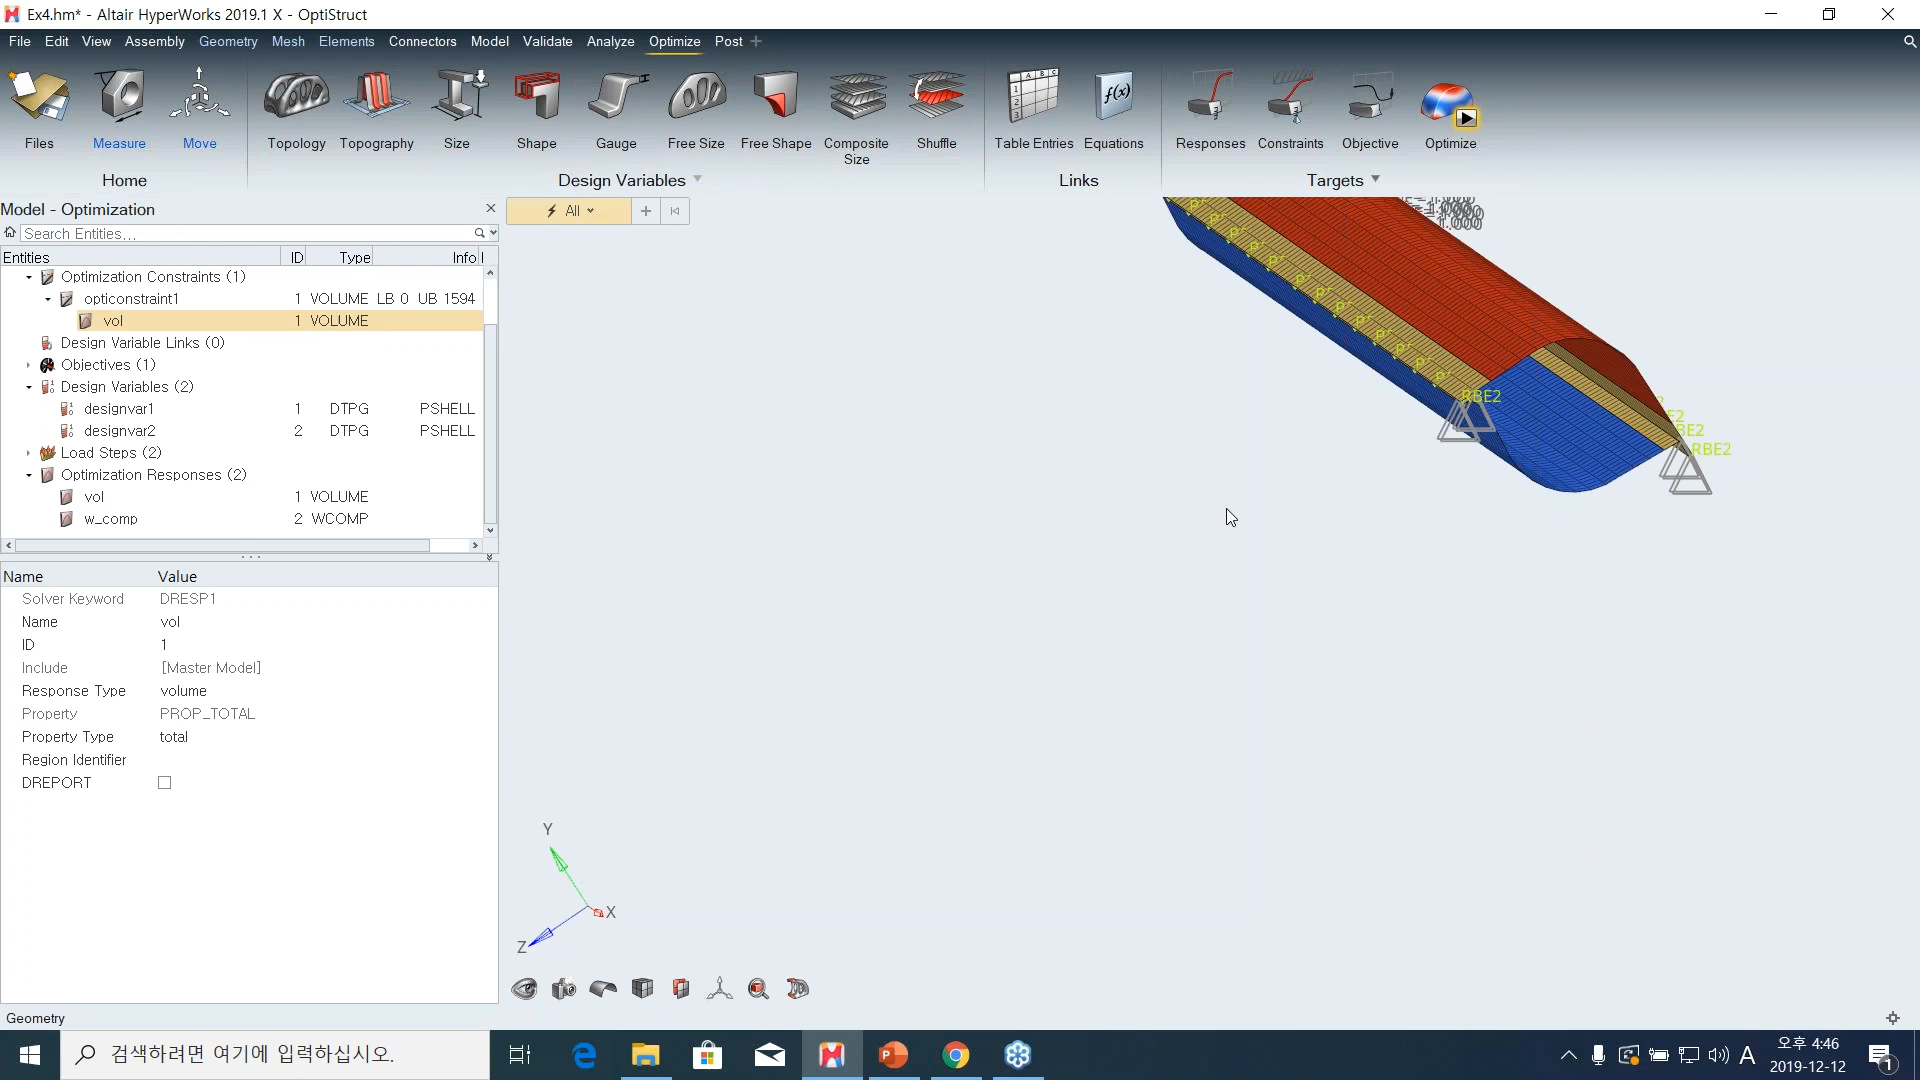 Ex4.hm* - Altair HyperWorks 2019.1 X - OptiStruct
File Edit View Assembly Geometry Mesh Elements Connectors Model Validate Analyze Optimize Post
Files Measure Move Topology Topography Size Shape Gauge Free Size Free Shape Composite Size Shuffle Table Entries Equations Responses Constraints Objective Optimize
Home Design Variables Links Targets
Model - Optimization
All
Search Entities...
Entities ID Type Info
Optimization Constraints (1)
opticonstraint1 1 VOLUME LB 0 UB 1594
vol 1 VOLUME
Design Variable Links (0)
Objectives (1)
Design Variables (2)
designvar1 1 DTPG PSHELL
designvar2 2 DTPG PSHELL
Load Steps (2)
Optimization Responses (2)
vol 1 VOLUME
w_comp 2 WCOMP
Name Value
Solver Keyword DRESP1
Name vol
ID 1
Include [Master Model]
Response Type volume
Property PROP_TOTAL
Property Type total
Region Identifier
DREPORT
RBE2
RBE2
Y
X
Z
Geometry
검색하려면 여기에 입력하십시오.
A
오후 4:46
2019-12-12
1